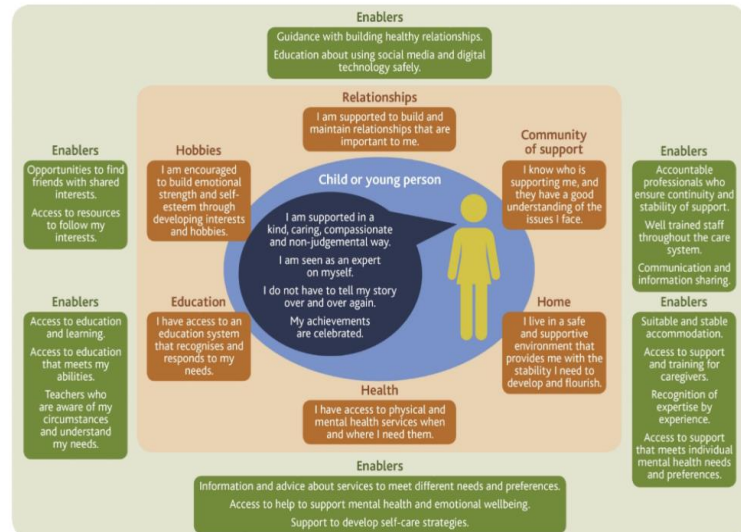 Enablers
Guidance with building healthy relationships.
Education about using social media and digital
technology safely.
Relationships
I am supported to build and
maintain relationships that are
important to me.
Enablers
Opportunities to find
friends with shared
interests.
Access to resources
to follow my
interests.
Hobbies
I am encouraged
to build emotional
strength and self-
esteem through
developing interests
and hobbies.
Community
of support
I know who is
supporting me, and
they have a good
understanding of the
issues I face.
Enablers
Accountable
professionals who
ensure continuity and
stability of support.
Well trained staff
throughout the care
system.
Communication and
information sharing.
Child or young person
I am supported in a
kind, caring, compassionate
and non-judgemental way.
I am seen as an expert
on myself.
I do not have to tell my story
over and over again.
My achievements
are celebrated.
Enablers
Access to education
and learning.
Access to education
that meets my
abilities.
Teachers who
are aware of my
circumstances
and understand
my needs.
Education
I have access to an
education system
that recognises and
responds to my
needs.
Home
I live in a safe
and supportive
environment that
provides me with the
stability I need to
develop and flourish.
Enablers
Suitable and stable
accommodation.
Access to support
and training for
caregivers.
Recognition of
expertise by
experience.
Access to support
that meets individual
mental health needs
and preferences.
Health
I have access to physical and
mental health services when
and where I need them.
Enablers
Information and advice about services to meet different needs and preferences.
Access to help to support mental health and emotional wellbeing.
Support to develop self-care strategies.